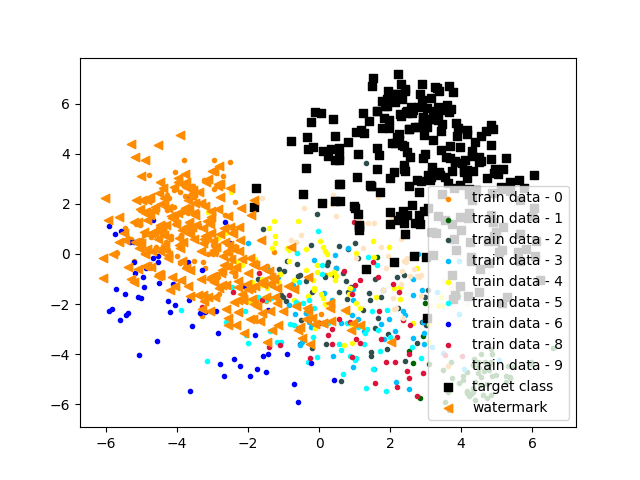 6
4
2
0
−2
−4
−6
−6 −4 −2 0 2 4 6
train data - 0
train data - 1
train data - 2
train data - 3
train data - 4
train data - 5
train data - 6
train data - 8
train data - 9
target class
watermark